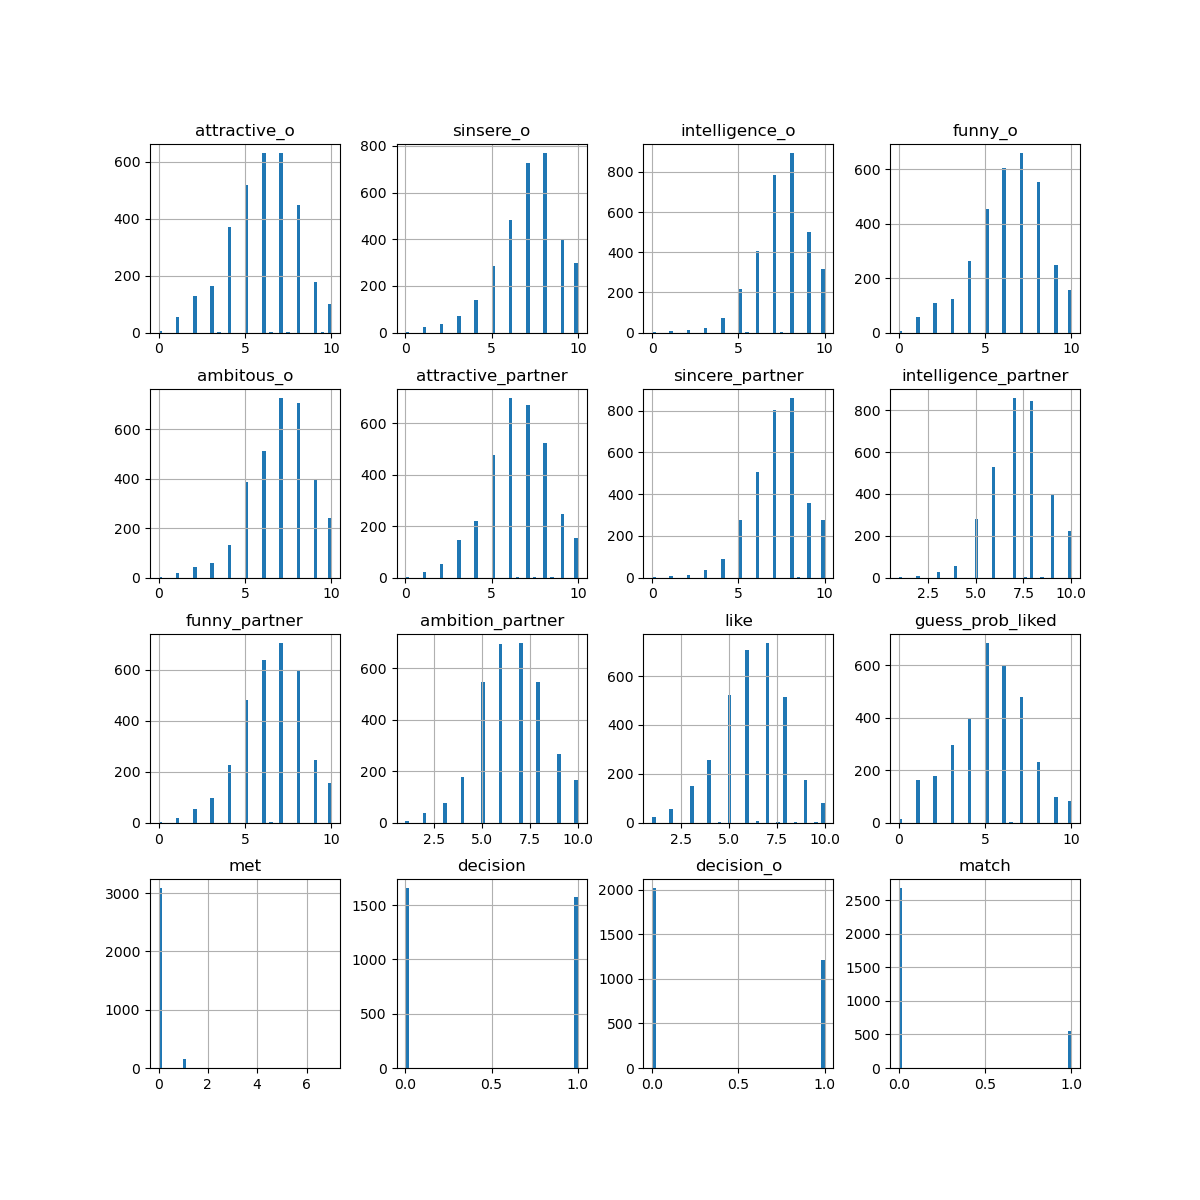 attractive_o sinsere_o intelligence_o funny_o
600 800 800 600
400 600 600 400
200 400 400 200
0 200 200 0
0 0
0 5 10 0 5 10 0 5 10 0 5 10
ambitous_o attractive_partner sincere_partner intelligence_partner
600 600 800 800
400 400 600 600
200 200 400 400
0 0 200 200
0 0
0 5 10 0 5 10 0 5 10 2.5 5.0 7.5 10.0
funny_partner ambition_partner like guess_prob_liked
600 600 600 600
400 400 400 400
200 200 200 200
0 0 0 0
0 5 10 2.5 5.0 7.5 10.0 2.5 5.0 7.5 10.0 0 5 10
met decision decision_o match
3000 1500 2000 2500
2000 1000 1500 2000
1000 500 1000 1500
0 0 500 1000
0 500
0
0 2 4 6 0.0 0.5 1.0 0.0 0.5 1.0 0.0 0.5 1.0